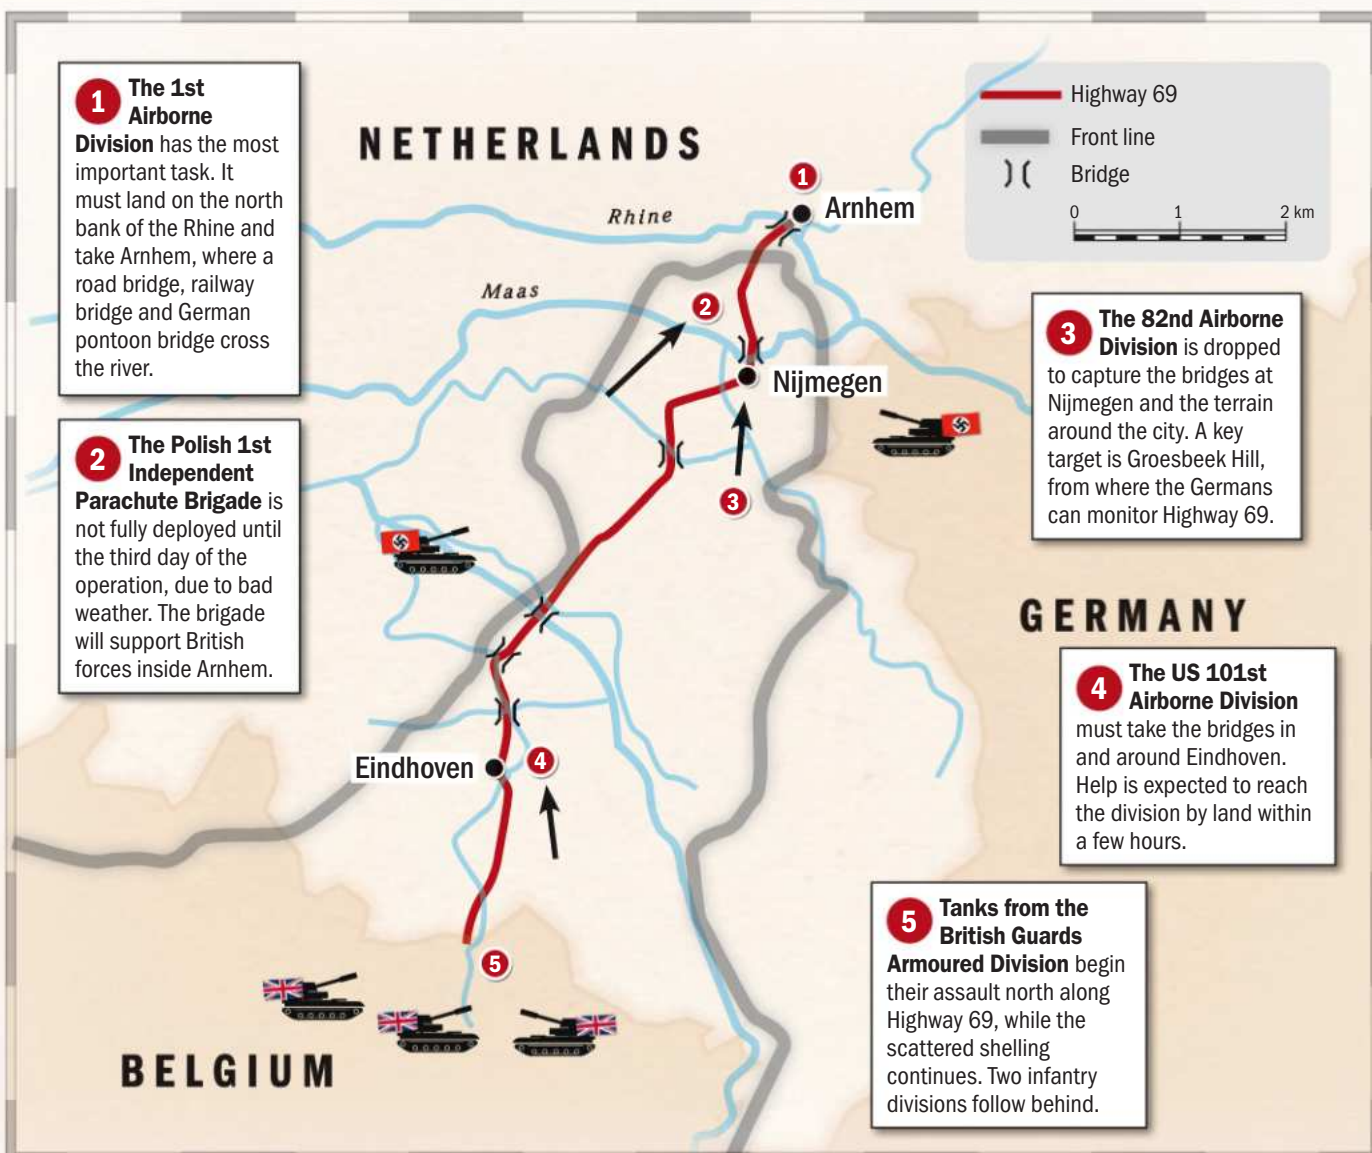 1 The 1st
Airborne
Division has the most
important task. It
must land on the north
bank of the Rhine and
take Arnhem, where a
road bridge, railway
bridge and German
pontoon bridge cross
the river.
2 The Polish 1st
Independent
Parachute Brigade is
not fully deployed until
the third day of the
operation, due to bad
weather. The brigade
will support British
forces inside Arnhem.
NETHERLANDS
Highway 69
Front line
Bridge
0 1 2 km
1
Arnhem
Rhine
Maas
2
Nijmegen
3
3 The 82nd Airborne
Division is dropped
to capture the bridges at
Nijmegen and the terrain
around the city. A key
target is Groesbeek Hill,
from where the Germans
can monitor Highway 69.
GERMANY
4 The US 101st
Airborne Division
must take the bridges in
and around Eindhoven.
Help is expected to reach
the division by land within
a few hours.
Eindhoven
4
5
5 Tanks from the
British Guards
Armoured Division begin
their assault north along
Highway 69, while the
scattered shelling
continues. Two infantry
divisions follow behind.
BELGIUM